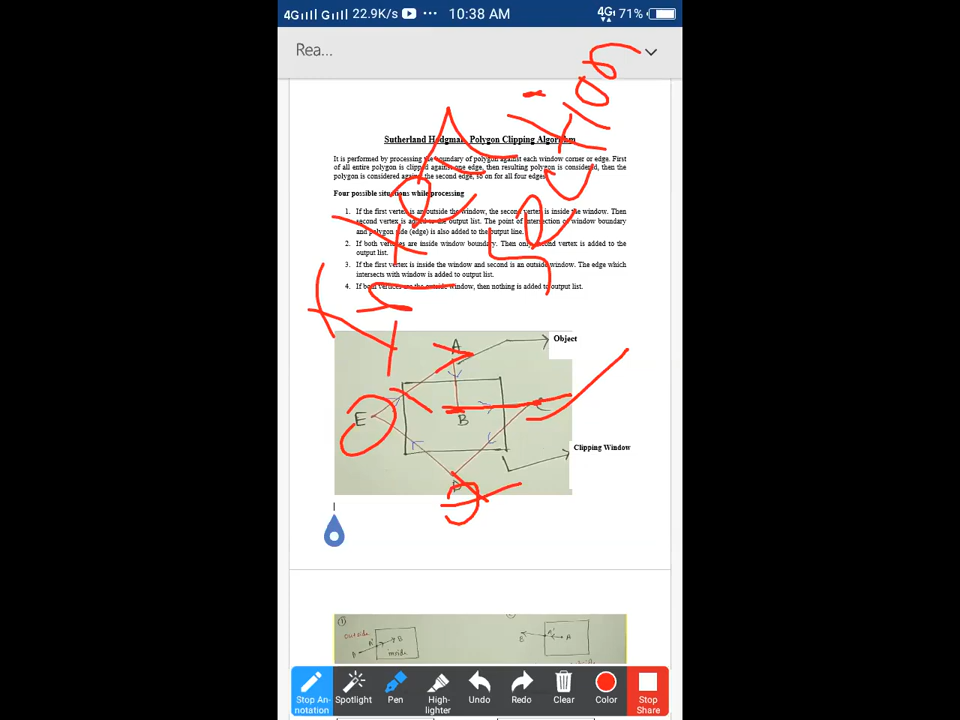 4G 22.9K/s ... 10:38 AM 4G 71%
Rea...
Sutherland Hodgman Polygon Clipping Algorithm
It is performed by processing the boundary of polygon against each window corner or edge. First
of all entire polygon is clipped against one edge, then resulting polygon is considered, then the
polygon is considered against the second edge, so on for all four edges.
Four possible situations while processing
1. If the first vertex is an outside the window, the second vertex is inside the window. Then
second vertex is added to the output list. The point of intersection of window boundary
and polygon side (edge) is also added to the output line.
2. If both vertices are inside window boundary. Then only second vertex is added to the
output list.
3. If the first vertex is inside the window and second is an outside window. The edge which
intersects with window is added to output list.
4. If both vertices are the outside window, then nothing is added to output list.
A
Object
E
B
C
Clipping Window
D
①
outside
A'
B
inside
B
A'
A
Stop An-
notation
Spotlight
Pen
High-
lighter
Undo
Redo
Clear
Color
Stop
Share